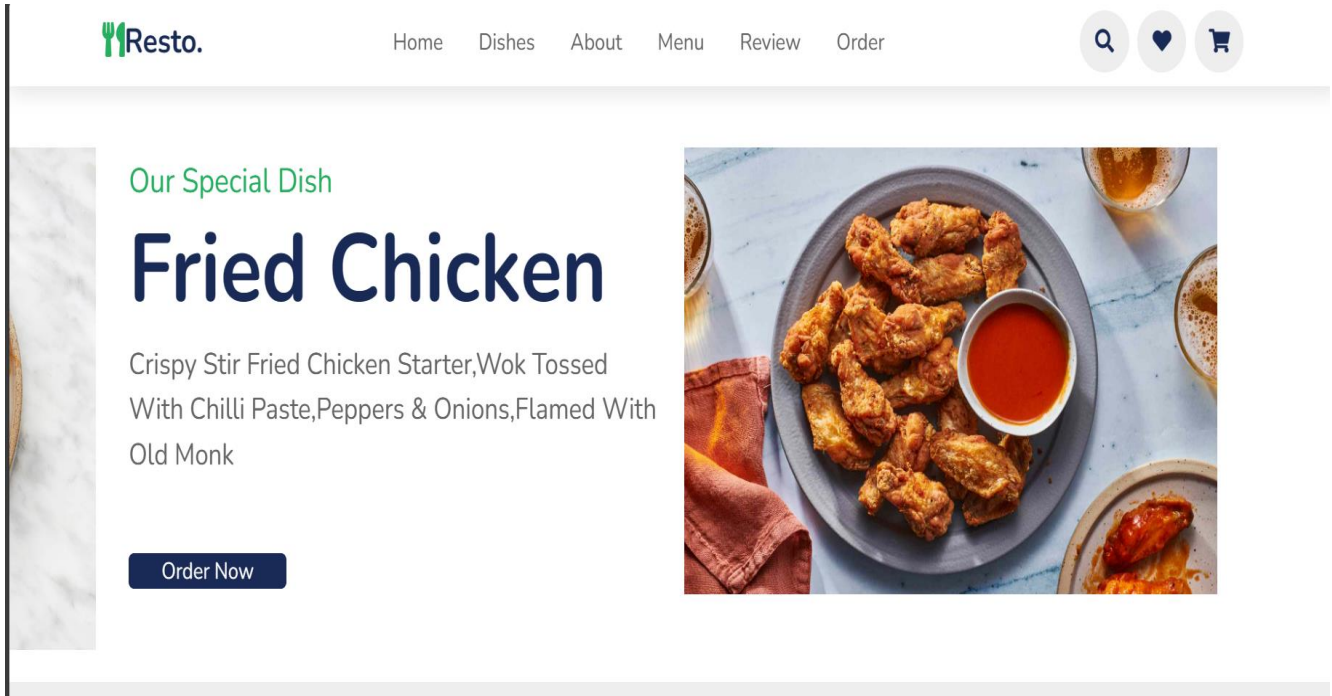 Resto.
Home Dishes About Menu Review Order
Our Special Dish
Fried Chicken
Crispy Stir Fried Chicken Starter,Wok Tossed
With Chilli Paste,Peppers & Onions,Flamed With
Old Monk
Order Now